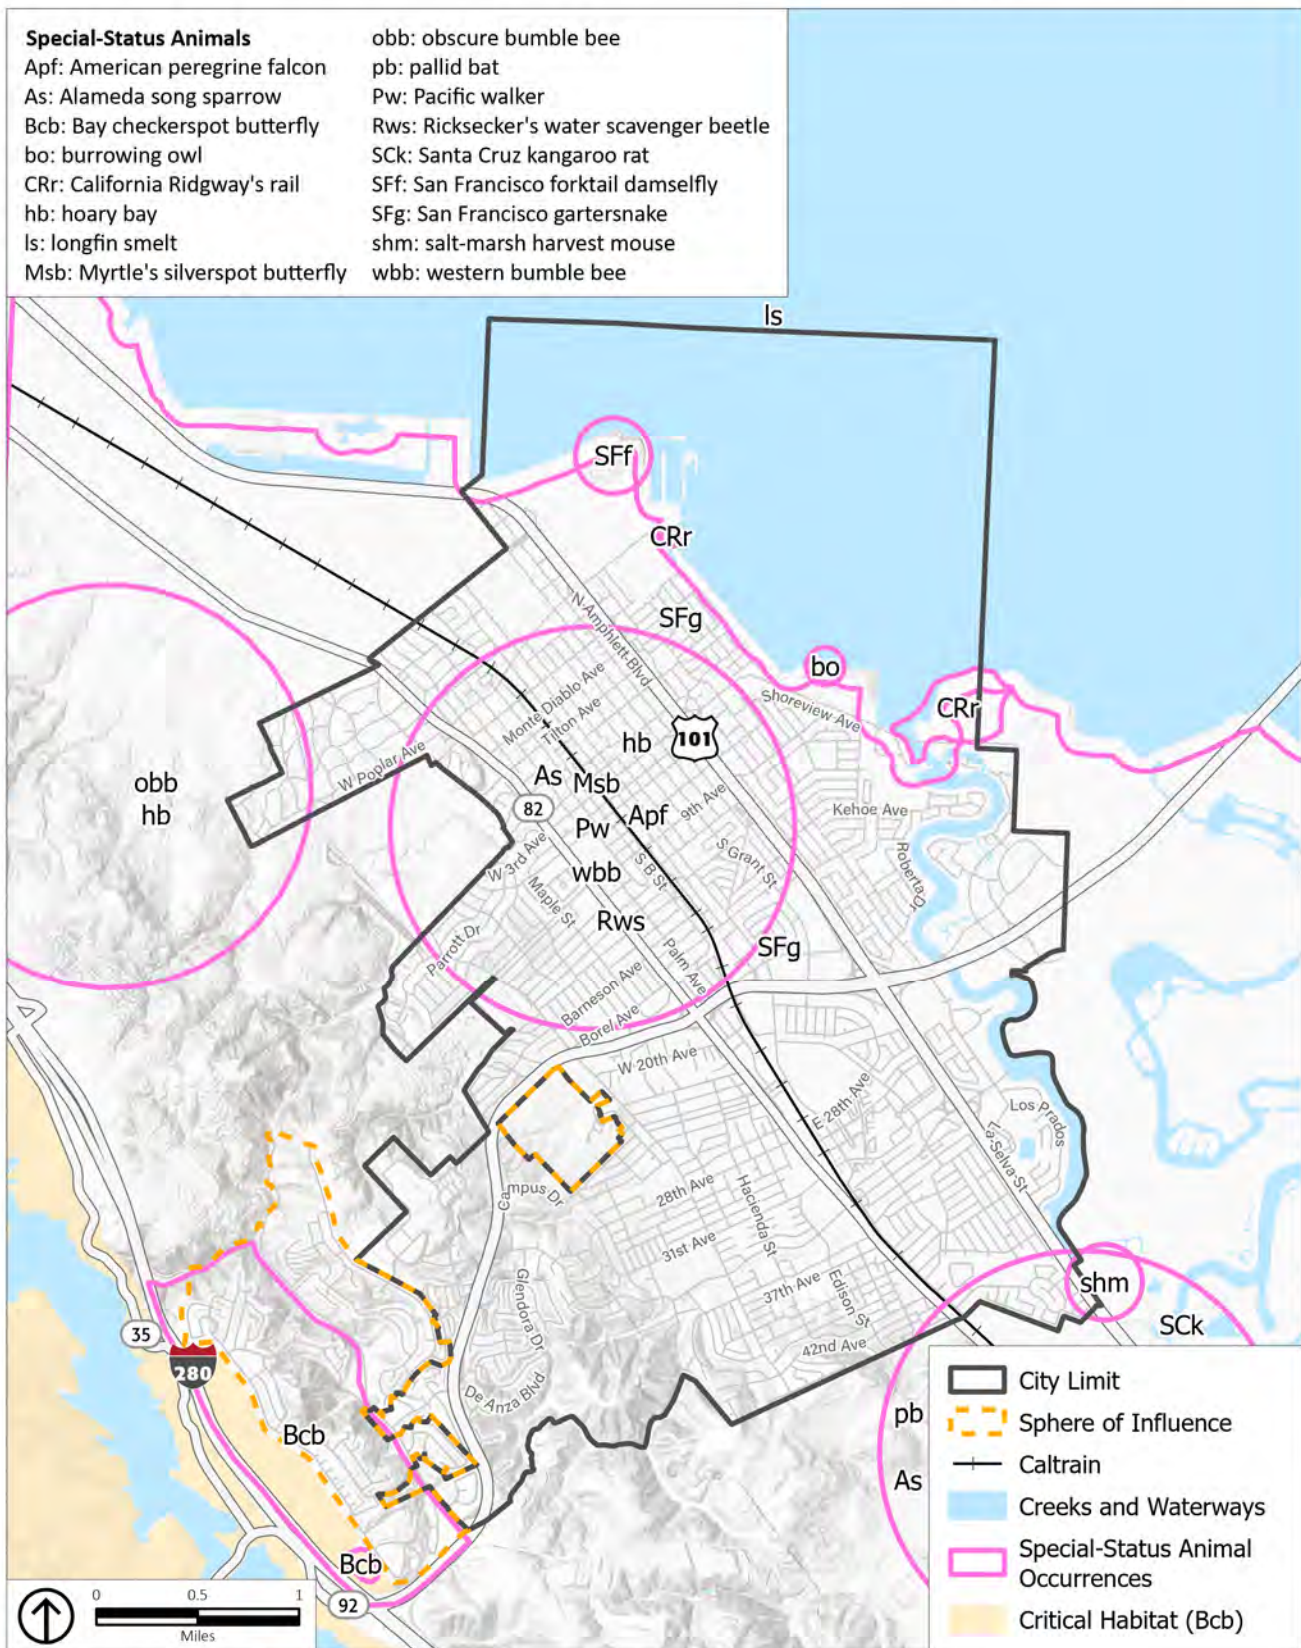 Special-Status Animals
Apf: American peregrine falcon
As: Alameda song sparrow
Bcb: Bay checkerspot butterfly
bo: burrowing owl
CRr: California Ridgway's rail
hb: hoary bay
ls: longfin smelt
Msb: Myrtle's silverspot butterfly
obb: obscure bumble bee
pb: pallid bat
Pw: Pacific walker
Rws: Ricksecker's water scavenger beetle
SCk: Santa Cruz kangaroo rat
SFf: San Francisco forktail damselfly
SFg: San Francisco gartersnake
shm: salt-marsh harvest mouse
wbb: western bumble bee
ls
SFf
CRr
N Amphlett Blvd
SFg
bo
Shoreview Ave
CRr
Monte Diablo Ave
Tilton Ave
hb
101
W Poplar Ave
As
Msb
obb
hb
82
Apf
9th Ave
Kehoe Ave
Pw
W 3rd Ave
S B St
S Grant St
Roberta Dr
wbb
Maple St
Rws
Parrott Dr
Palm Ave
SFg
Barneson Ave
Borel Ave
W 20th Ave
E 28th Ave
Los Prados
La Selva St
Campus Dr
28th Ave
Hacienda St
31st Ave
Glendora Dr
37th Ave
Edison St
shm
SCk
35
280
42nd Ave
De Anza Blvd
Bcb
pb
As
Bcb
92
City Limit
Sphere of Influence
Caltrain
Creeks and Waterways
Special-Status Animal
Occurrences
Critical Habitat (Bcb)
0 0.5 1
Miles